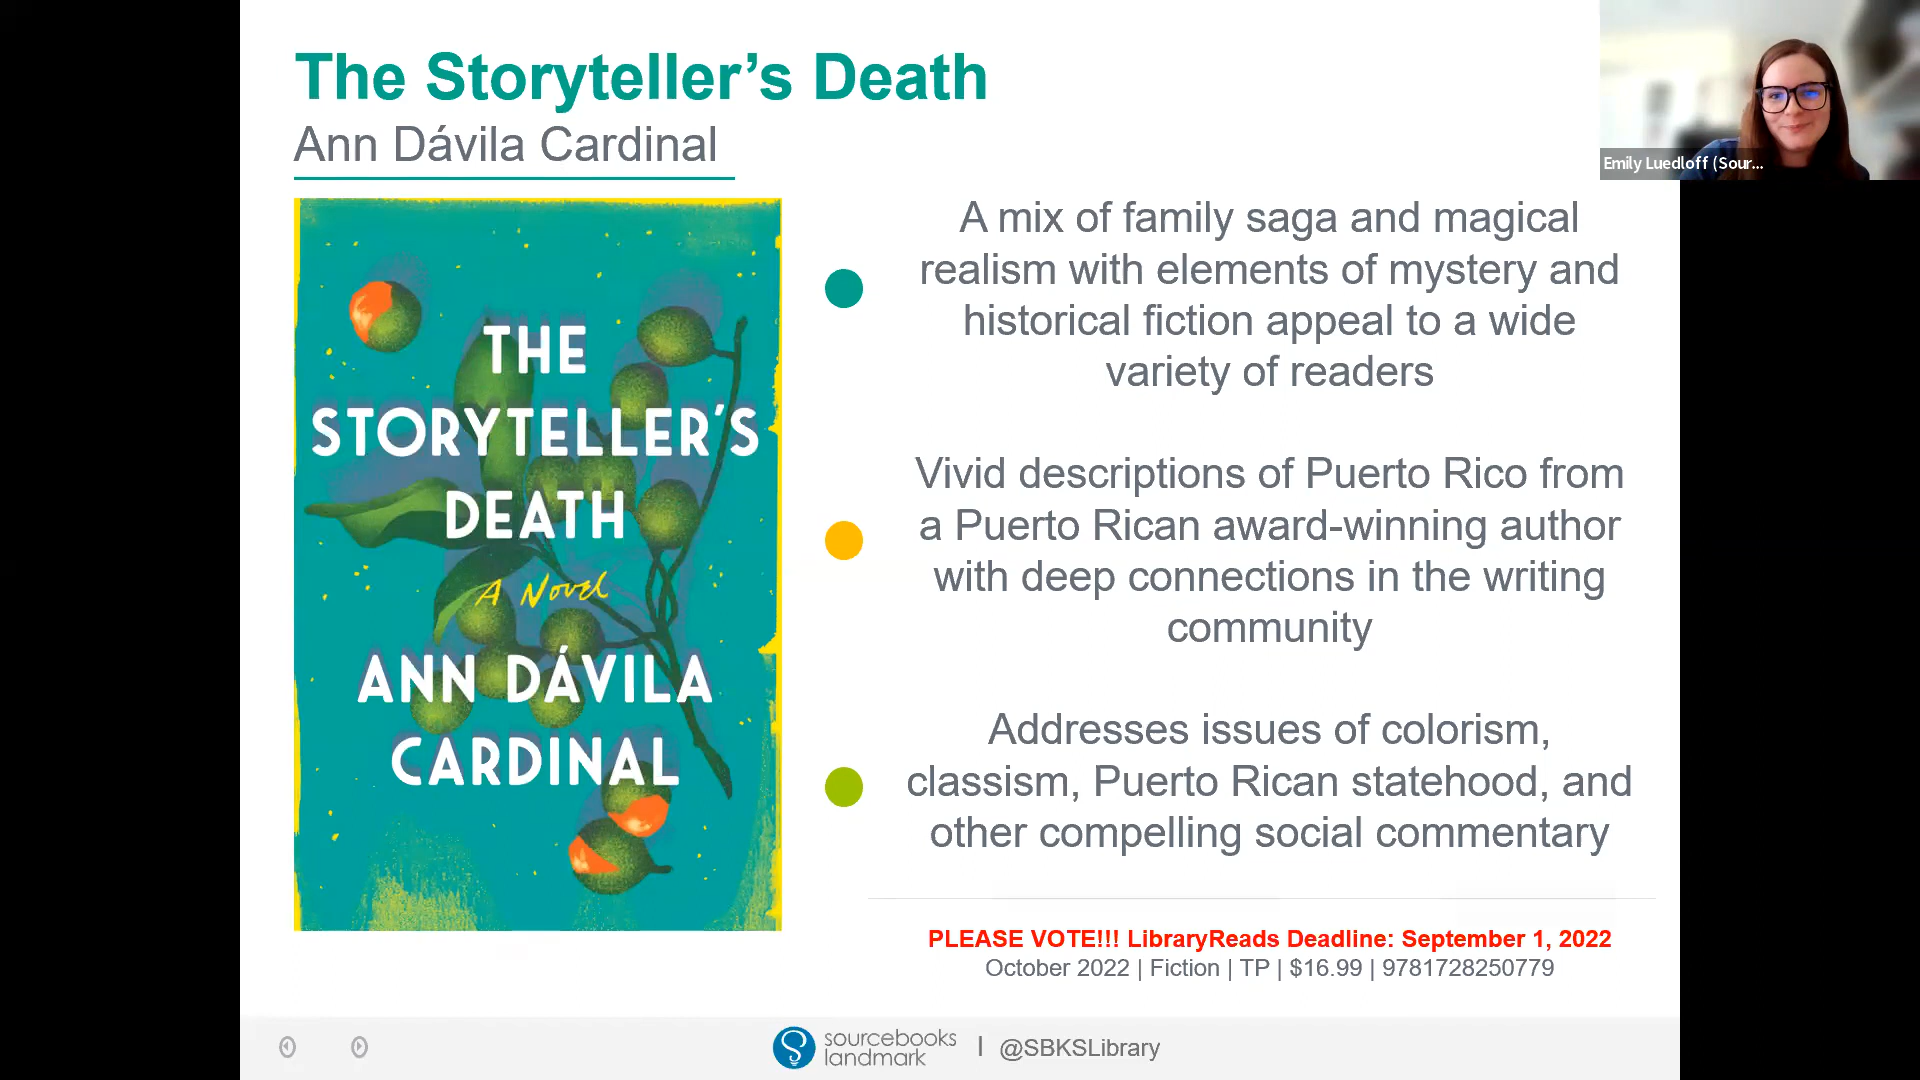 The Storyteller’s Death
Ann Dávila Cardinal
Emily Luedloff (Sour...
THE
STORYTELLER’S
DEATH
A Novel
ANN DÁVILA
CARDINAL
A mix of family saga and magical
realism with elements of mystery and
historical fiction appeal to a wide
variety of readers
Vivid descriptions of Puerto Rico from
a Puerto Rican award-winning author
with deep connections in the writing
community
Addresses issues of colorism,
classism, Puerto Rican statehood, and
other compelling social commentary
PLEASE VOTE!!! LibraryReads Deadline: September 1, 2022
October 2022 | Fiction | TP | $16.99 | 9781728250779
sourcebooks
landmark
| @SBKSLibrary